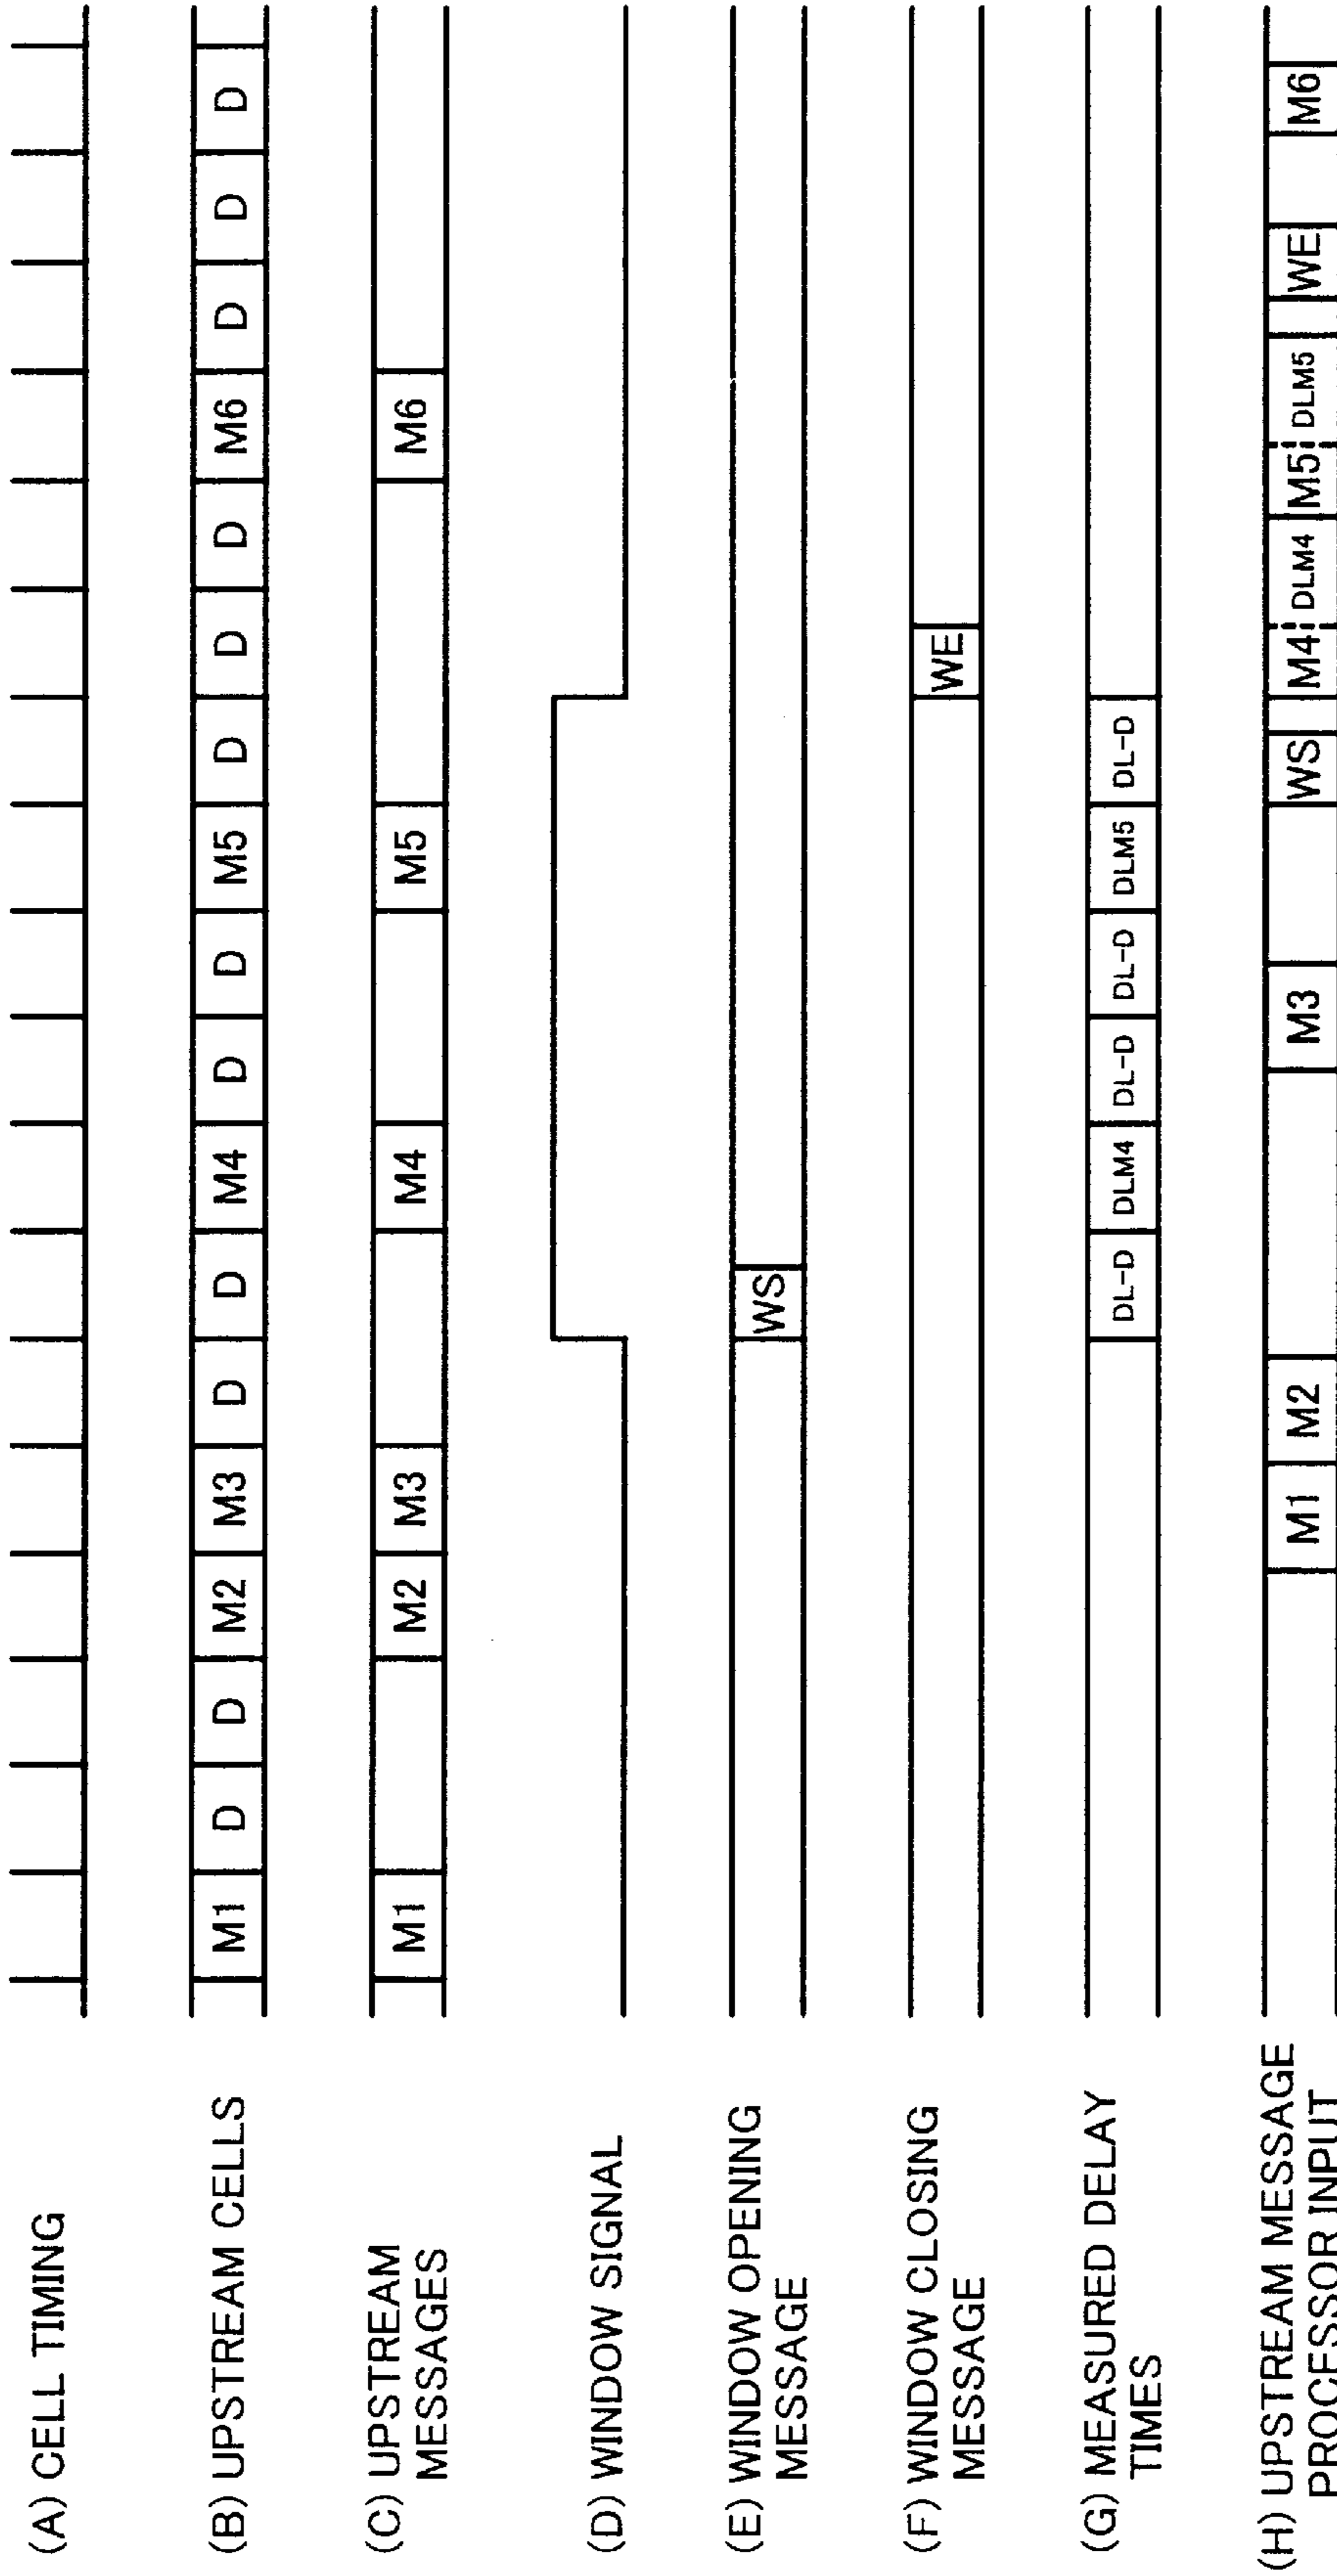 (A) CELL TIMING
(B) UPSTREAM CELLS
M1 D D M2 M3 D D M4 D D M5 D D D M6 D D D
(C) UPSTREAM
MESSAGES
M1 M2 M3 M4 M5 M6
(D) WINDOW SIGNAL
(E) WINDOW OPENING
MESSAGE
WS
(F) WINDOW CLOSING
MESSAGE
WE
(G) MEASURED DELAY
TIMES
DL-D DLM4 DL-D DL-D DLM5 DL-D
(H) UPSTREAM MESSAGE
PROCESSOR INPUT
M1 M2 M3 WS M4 DLM4 M5 DLM5 WE M6